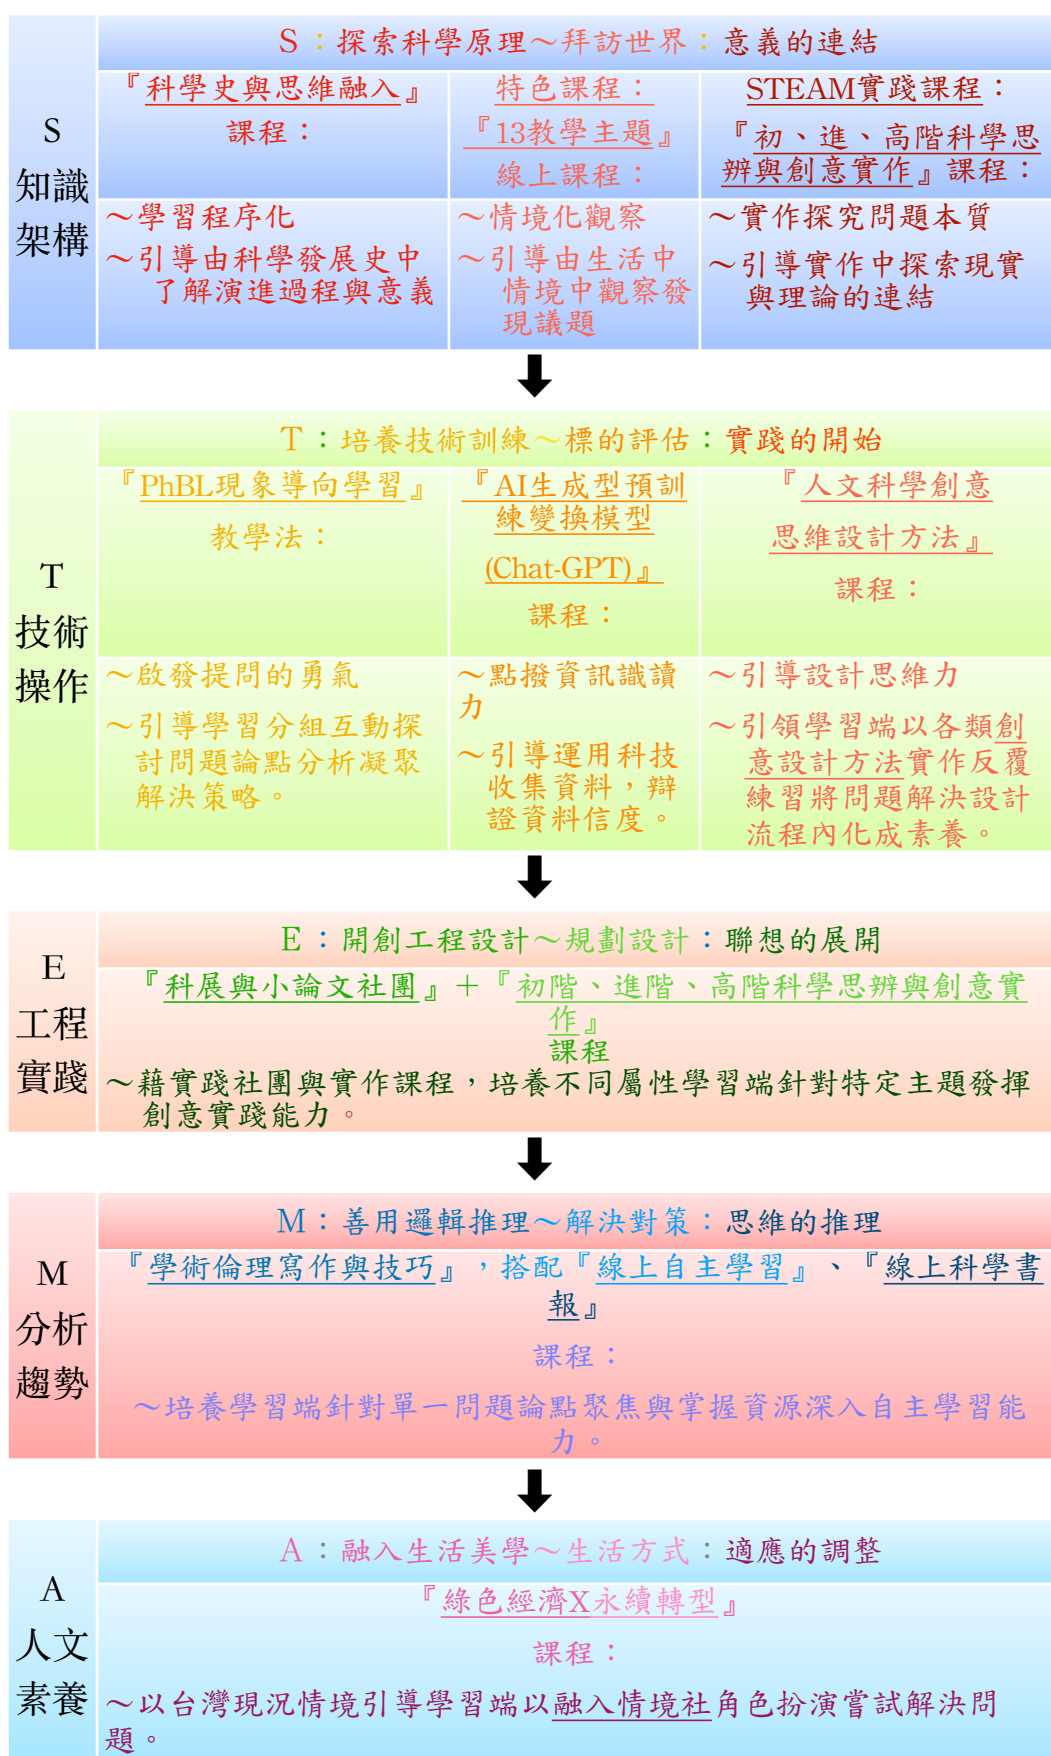 S
知識
架構
S：探索科學原理～拜訪世界：意義的連結
『科學史與思維融入』
課程：
特色課程：
『13教學主題』
線上課程：
STEAM實踐課程：
『初、進、高階科學思
辨與創意實作』課程：
～學習程序化
～引導由科學發展史中
了解演進過程與意義
～情境化觀察
～引導由生活中
情境中觀察發
現議題
～實作探究問題本質
～引導實作中探索現實
與理論的連結
T
技術
操作
T：培養技術訓練～標的評估：實踐的開始
『PhBL現象導向學習』
教學法：
『AI生成型預訓
練變換模型
(Chat-GPT)』
課程：
『人文科學創意
思維設計方法』
課程：
～啟發提問的勇氣
～引導學習分組互動探
討問題論點分析凝聚
解決策略。
～點撥資訊識讀
力
～引導運用科技
收集資料，辯
證資料信度。
～引導設計思維力
～引領學習端以各類創
意設計方法實作反覆
練習將問題解決設計
流程內化成素養。
E
工程
實踐
E：開創工程設計～規劃設計：聯想的展開
『科展與小論文社團』＋『初階、進階、高階科學思辨與創意實
作』
課程
～藉實踐社團與實作課程，培養不同屬性學習端針對特定主題發揮
創意實踐能力。
M
分析
趨勢
M：善用邏輯推理～解決對策：思維的推理
『學術倫理寫作與技巧』，搭配『線上自主學習』、『線上科學書
報』
課程：
～培養學習端針對單一問題論點聚焦與掌握資源深入自主學習能
力。
A
人文
素養
A：融入生活美學～生活方式：適應的調整
『綠色經濟X永續轉型』
課程：
～以台灣現況情境引導學習端以融入情境社角色扮演嘗試解決問
題。